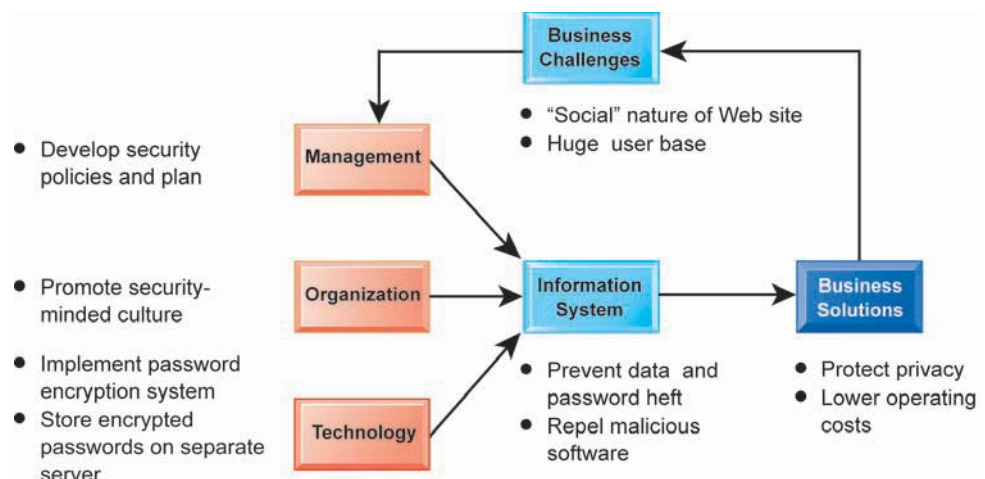 Business
Challenges
● "Social" nature of Web site
● Huge user base
● Develop security
policies and plan
Management
● Promote security-
minded culture
Organization
Information
System
Business
Solutions
● Implement password
encryption system
● Store encrypted
passwords on separate
server
Technology
● Prevent data and
password heft
● Repel malicious
software
● Protect privacy
● Lower operating
costs